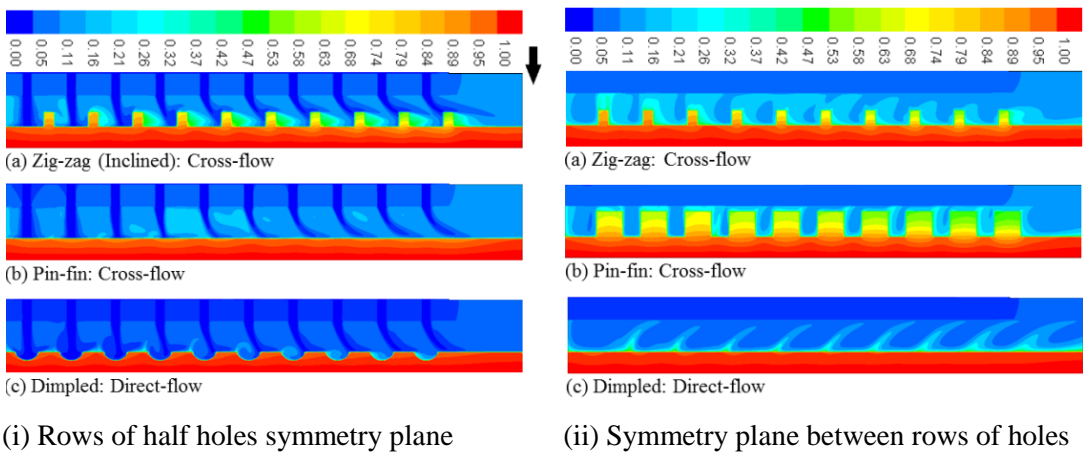 0.00 0.05 0.11 0.16 0.21 0.26 0.32 0.37 0.42 0.47 0.53 0.58 0.63 0.68 0.74 0.79 0.84 0.89 0.95 1.00
(a) Zig-zag (Inclined): Cross-flow
(b) Pin-fin: Cross-flow
(c) Dimpled: Direct-flow
(i) Rows of half holes symmetry plane
0.00 0.05 0.11 0.16 0.21 0.26 0.32 0.37 0.42 0.47 0.53 0.58 0.63 0.68 0.74 0.79 0.84 0.89 0.95 1.00
(a) Zig-zag: Cross-flow
(b) Pin-fin: Cross-flow
(c) Dimpled: Direct-flow
(ii) Symmetry plane between rows of holes